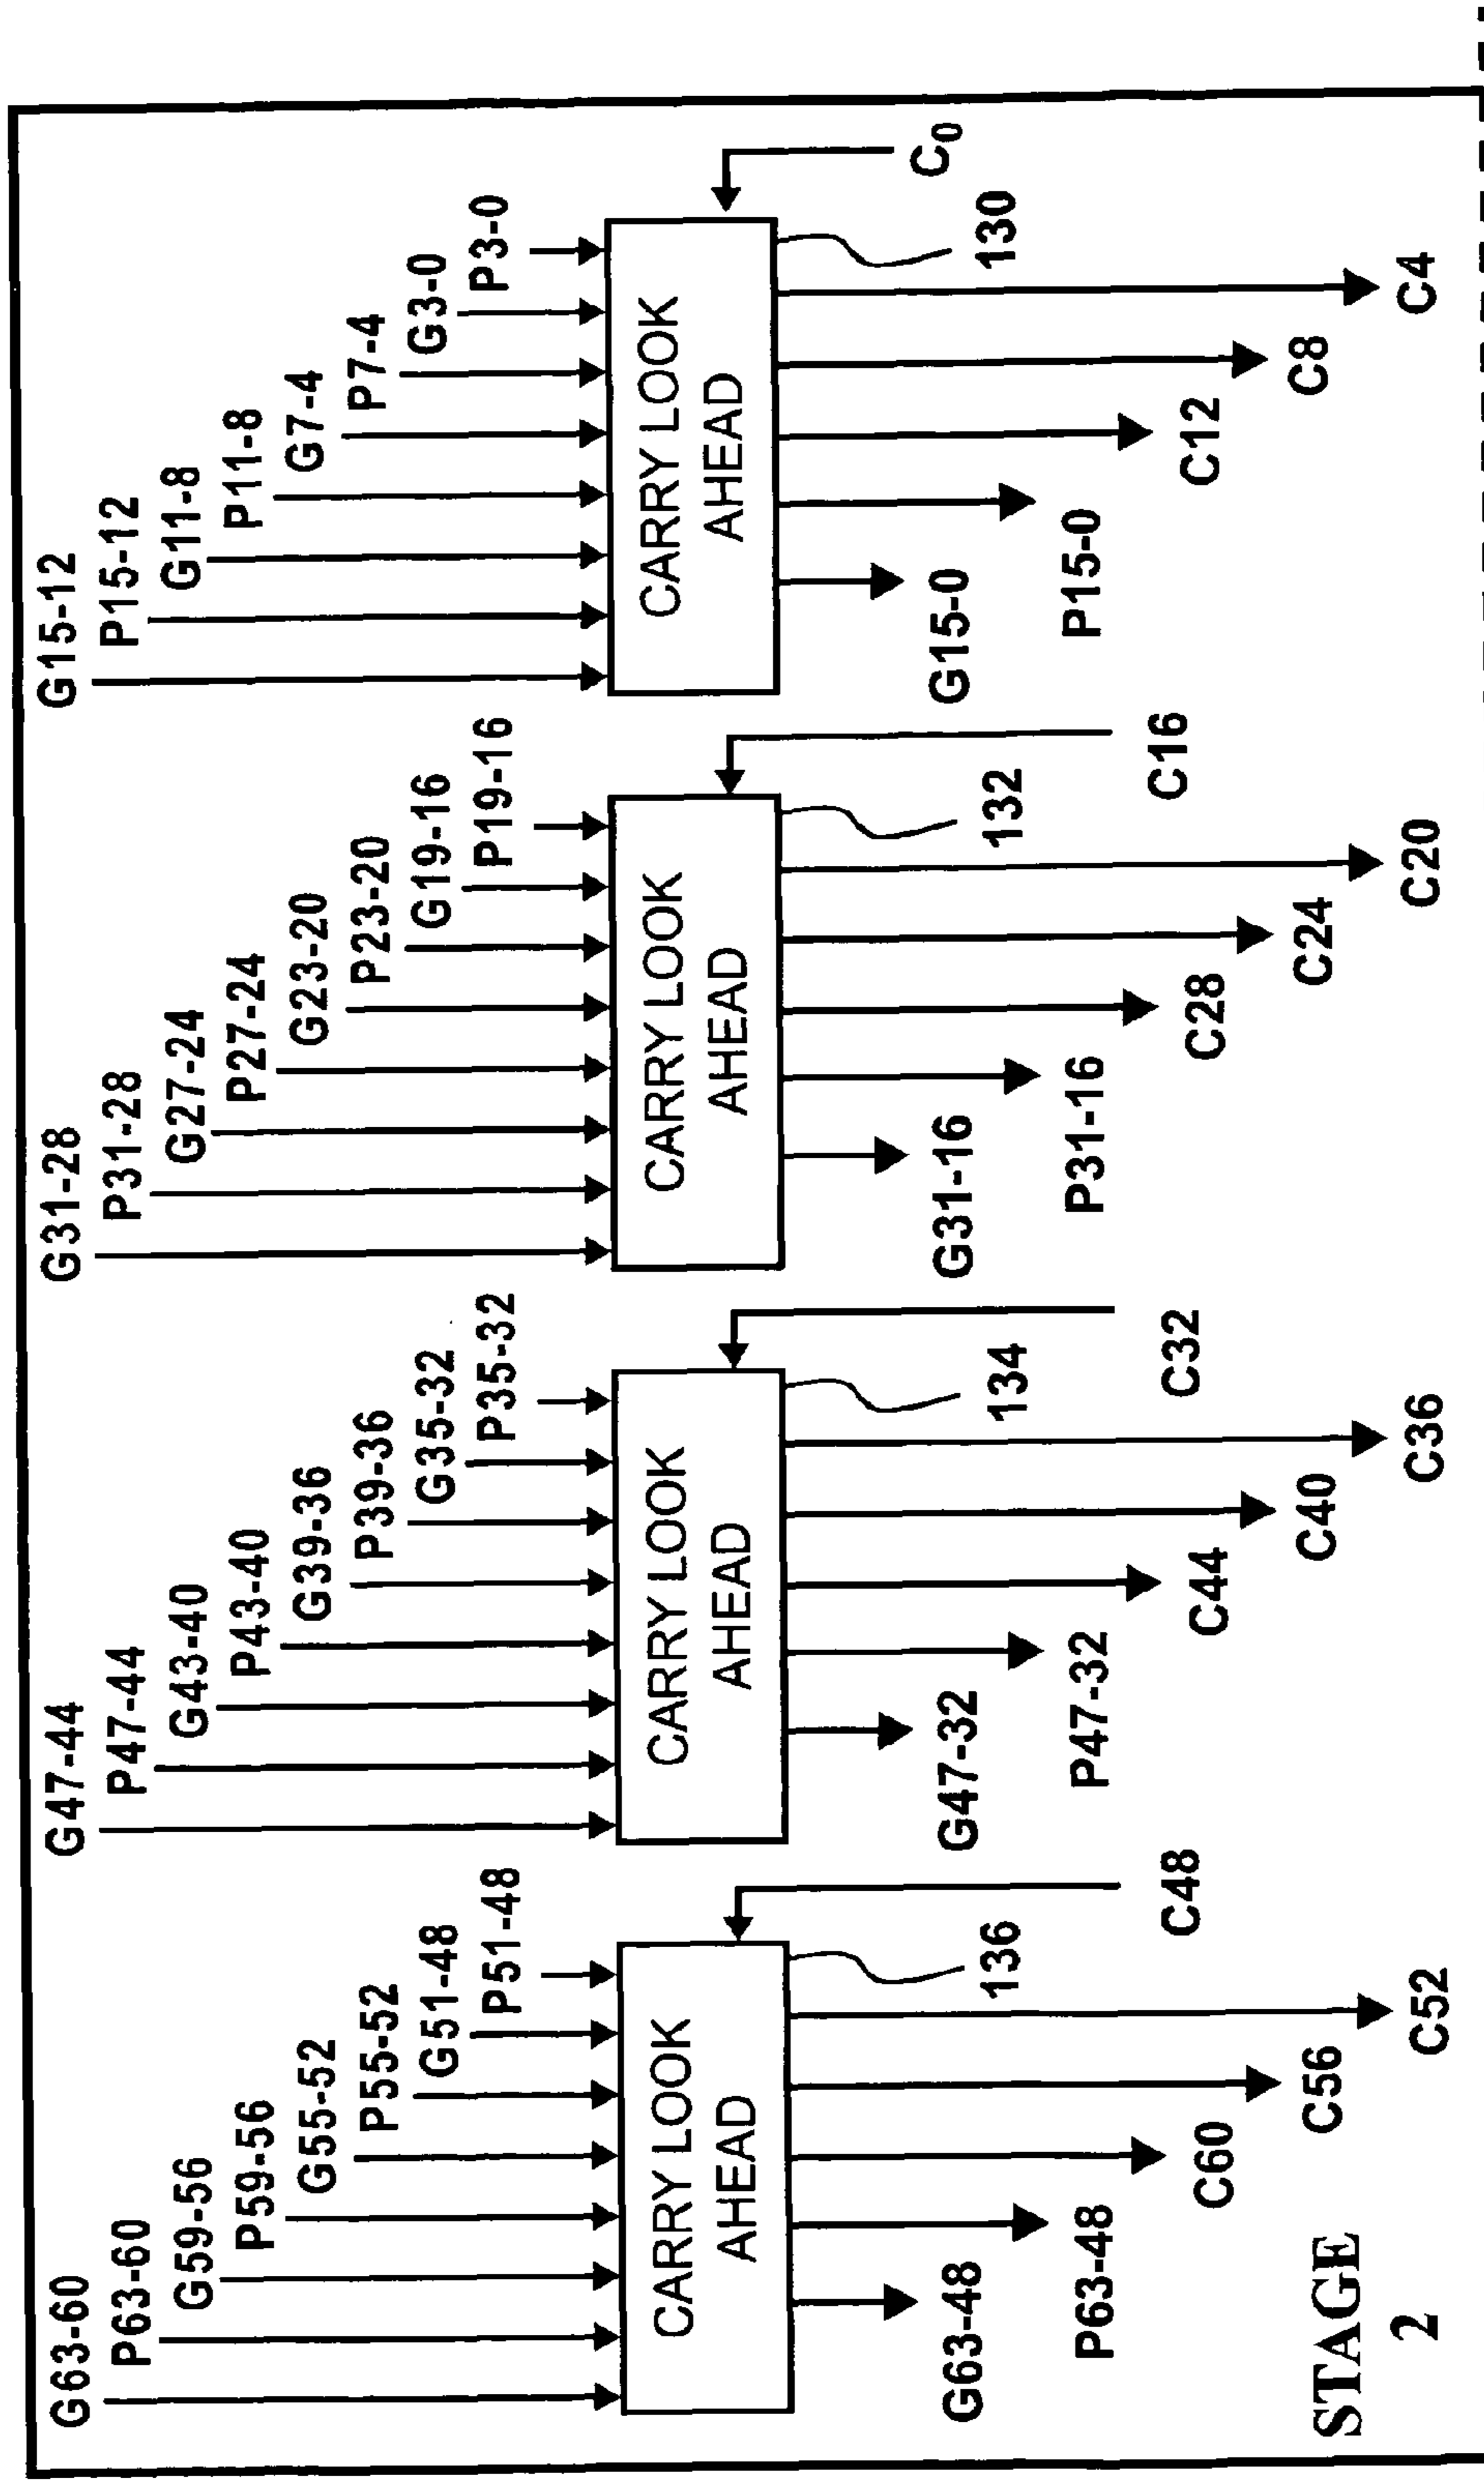 G63-60
P63-60
G59-56
P59-56
G55-52
P55-52
G51-48
P51-48
CARRY LOOK
AHEAD
136
C48
G63-48
P63-48
C60
C56
C52
G47-44
P47-44
G43-40
P43-40
G39-36
P39-36
G35-32
P35-32
CARRY LOOK
AHEAD
134
C32
G47-32
P47-32
C44
C40
C36
G31-28
P31-28
G27-24
P27-24
G23-20
P23-20
G19-16
P19-16
CARRY LOOK
AHEAD
132
C16
G31-16
P31-16
C28
C24
C20
G15-12
P15-12
G11-8
P11-8
G7-4
P7-4
G3-0
P3-0
CARRY LOOK
AHEAD
C0
130
G15-0
P15-0
C12
C8
C4
STAGE
2